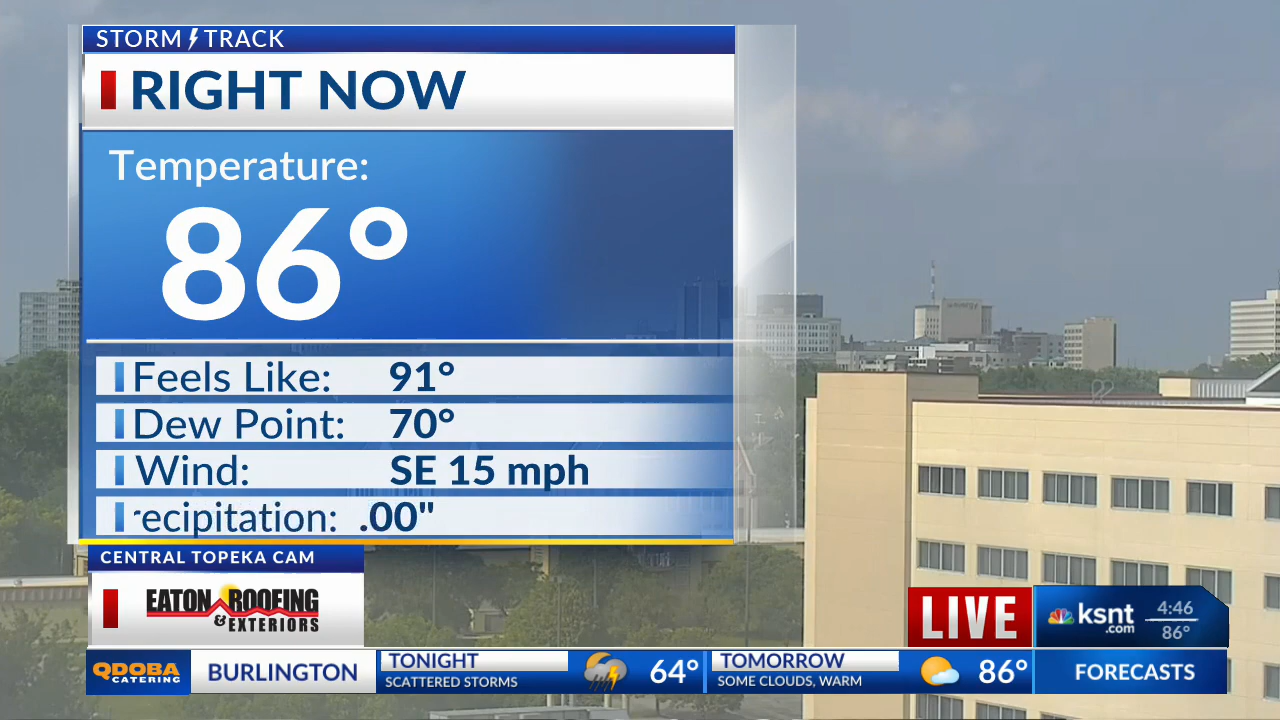 STORM TRACK
RIGHT NOW
Temperature:
86°
Feels Like: 91°
Dew Point: 70°
Wind: SE 15 mph
recipitation: .00"
CENTRAL TOPEKA CAM
EATON ROOFING
& EXTERIORS
LIVE
ksnt
.com
4:46
86°
QDOBA
CATERING
BURLINGTON
TONIGHT
SCATTERED STORMS
64°
TOMORROW
SOME CLOUDS, WARM
86°
FORECASTS